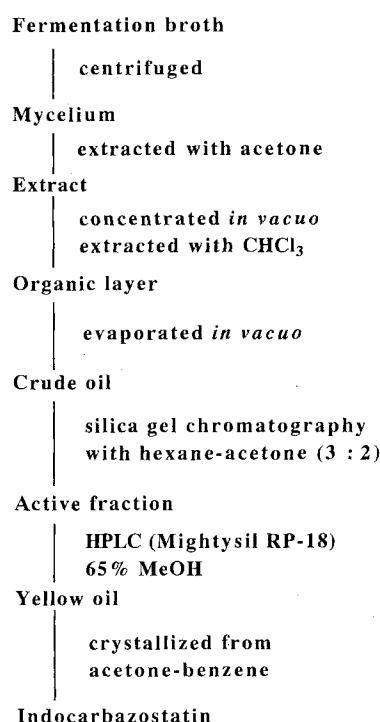 Fermentation broth
centrifuged
Mycelium
extracted with acetone
Extract
concentrated in vacuo
extracted with CHCl₃
Organic layer
evaporated in vacuo
Crude oil
silica gel chromatography
with hexane-acetone (3 : 2)
Active fraction
HPLC (Mightysil RP-18)
65% MeOH
Yellow oil
crystallized from
acetone-benzene
Indocarbazostatin